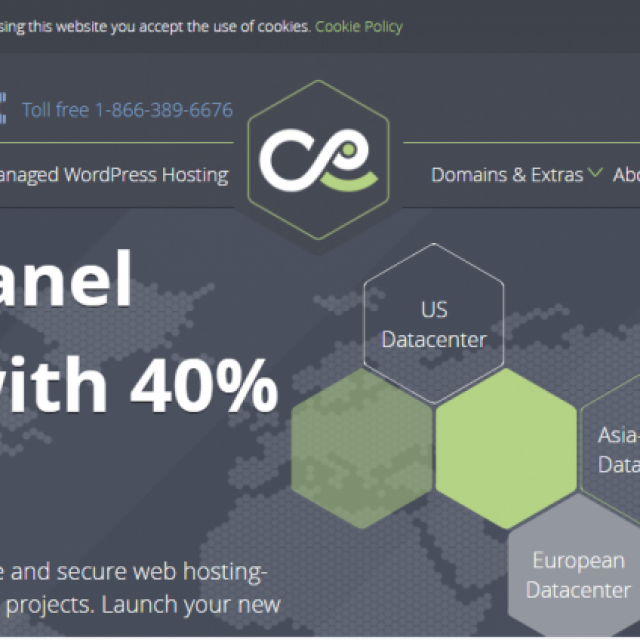 sing this website you accept the use of cookies. Cookie Policy
Toll free 1-866-389-6676
anaged WordPress Hosting
Domains & Extras
Abo
anel
with 40%
US
Datacenter
Asia-
Data
European
Datacenter
e and secure web hosting-
projects. Launch your new